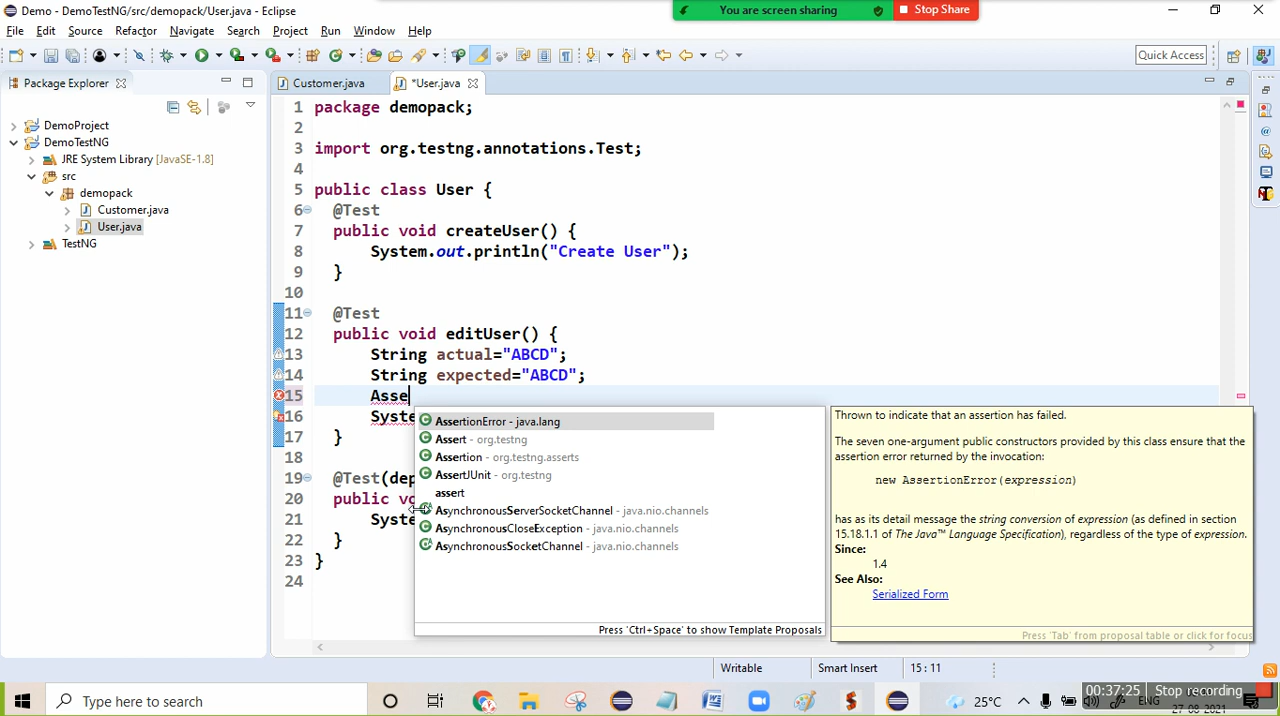 Demo - DemoTestNG/src/demopack/User.java - Eclipse
You are screen sharing
Stop Share
File Edit Source Refactor Navigate Search Project Run Window Help
Quick Access
Package Explorer
Customer.java
*User.java
DemoProject
DemoTestNG
JRE System Library [JavaSE-1.8]
src
demopack
Customer.java
User.java
TestNG
1 package demopack;
2
3 import org.testng.annotations.Test;
4
5 public class User {
6 @Test
7 public void createUser() {
8 System.out.println("Create User");
9 }
10
11 @Test
12 public void editUser() {
13 String actual="ABCD";
14 String expected="ABCD";
15 Asse
16 Syste
17 }
18
19 @Test(dep
20 public vo
21 Syste
22 }
23 }
24
AssertionError - java.lang
Assert - org.testng
Assertion - org.testng.asserts
AssertJUnit - org.testng
assert
AsynchronousServerSocketChannel - java.nio.channels
AsynchronousCloseException - java.nio.channels
AsynchronousSocketChannel - java.nio.channels
Press 'Ctrl+Space' to show Template Proposals
Thrown to indicate that an assertion has failed.
The seven one-argument public constructors provided by this class ensure that the
assertion error returned by the invocation:
new AssertionError(expression)
has as its detail message the string conversion of expression (as defined in section
15.18.1.1 of The Java™ Language Specification), regardless of the type of expression.
Since:
1.4
See Also:
Serialized Form
Press 'Tab' from proposal table or click for focus
Writable
Smart Insert
15 : 11
Type here to search
25°C
ENG
00:37:25
Stop recording
27-08-2021